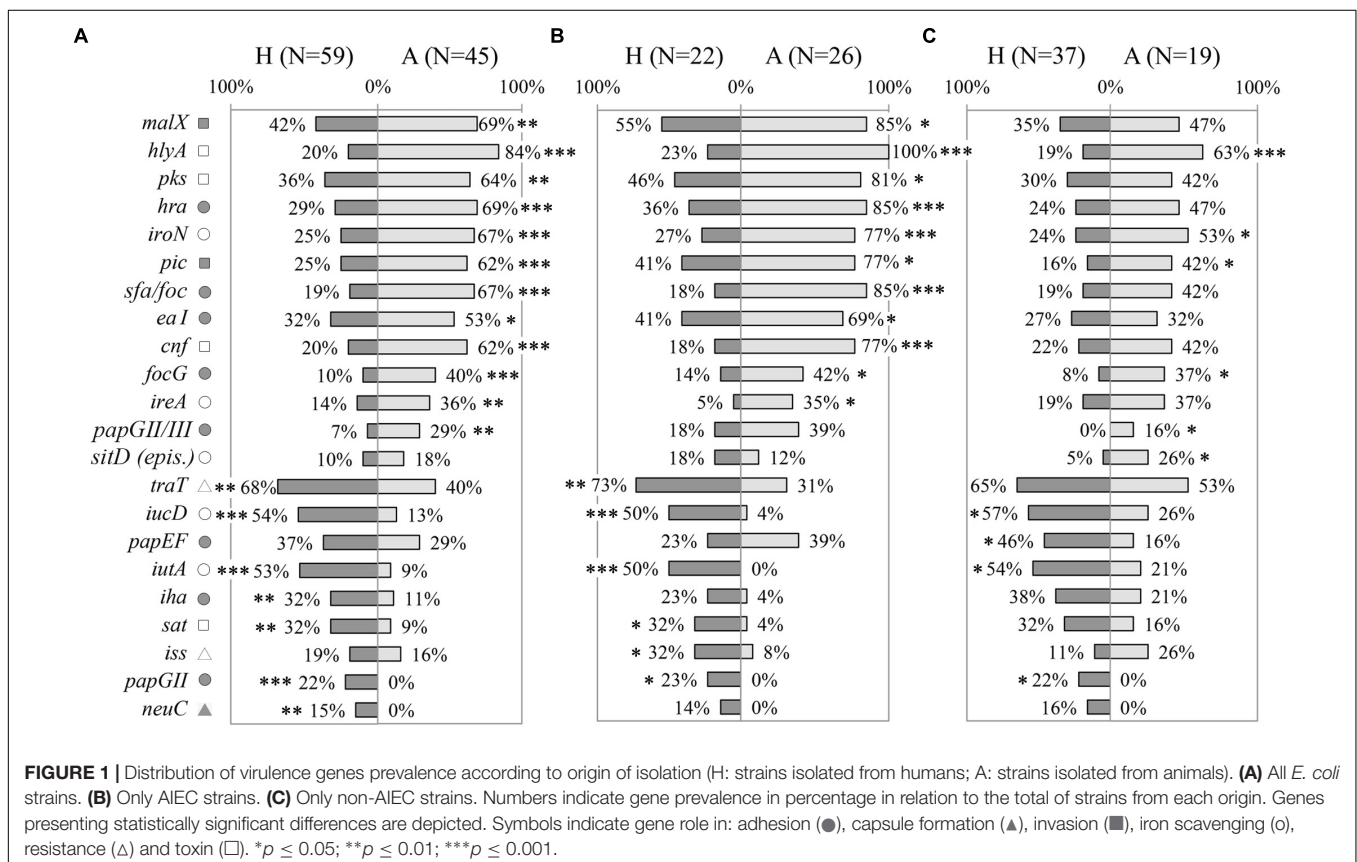 A B C
H (N=59) A (N=45) H (N=22) A (N=26) H (N=37) A (N=19)
100% 0% 100% 100% 0% 100% 100% 0% 100%
malX ■ 42% 69% ** 55% 85% * 35% 47%
hlyA □ 20% 84% *** 23% 100% *** 19% 63% ***
pks □ 36% 64% ** 46% 81% * 30% 42%
hra ● 29% 69% *** 36% 85% *** 24% 47%
iroN ○ 25% 67% *** 27% 77% *** 24% 53% *
pic ■ 25% 62% *** 41% 77% * 16% 42% *
sfa/foc ● 19% 67% *** 18% 85% *** 19% 42%
eaI ● 32% 53% * 41% 69% * 27% 32%
cnf □ 20% 62% *** 18% 77% *** 22% 42%
focG ● 10% 40% *** 14% 42% * 8% 37% *
ireA ○ 14% 36% ** 5% 35% * 19% 37%
papGII/III ● 7% 29% ** 18% 39% 0% 16% *
sitD (epis.) ○ 10% 18% 18% 12% 5% 26% *
traT △ ** 68% 40% ** 73% 31% 65% 53%
iucD ○ *** 54% 13% *** 50% 4% * 57% 26%
papEF ● 37% 29% 23% 39% * 46% 16%
iutA ○ *** 53% 9% *** 50% 0% * 54% 21%
iha ● ** 32% 11% 23% 4% 38% 21%
sat □ ** 32% 9% * 32% 4% 32% 16%
iss △ 19% 16% * 32% 8% 11% 26%
papGII ● *** 22% 0% * 23% 0% * 22% 0%
neuC ▲ ** 15% 0% 14% 0% 16% 0%
FIGURE 1 | Distribution of virulence genes prevalence according to origin of isolation (H: strains isolated from humans; A: strains isolated from animals). (A) All E. coli
strains. (B) Only AIEC strains. (C) Only non-AIEC strains. Numbers indicate gene prevalence in percentage in relation to the total of strains from each origin. Genes
presenting statistically significant differences are depicted. Symbols indicate gene role in: adhesion (●), capsule formation (▲), invasion (■), iron scavenging (o),
resistance (△) and toxin (□). *p ≤ 0.05; **p ≤ 0.01; ***p ≤ 0.001.